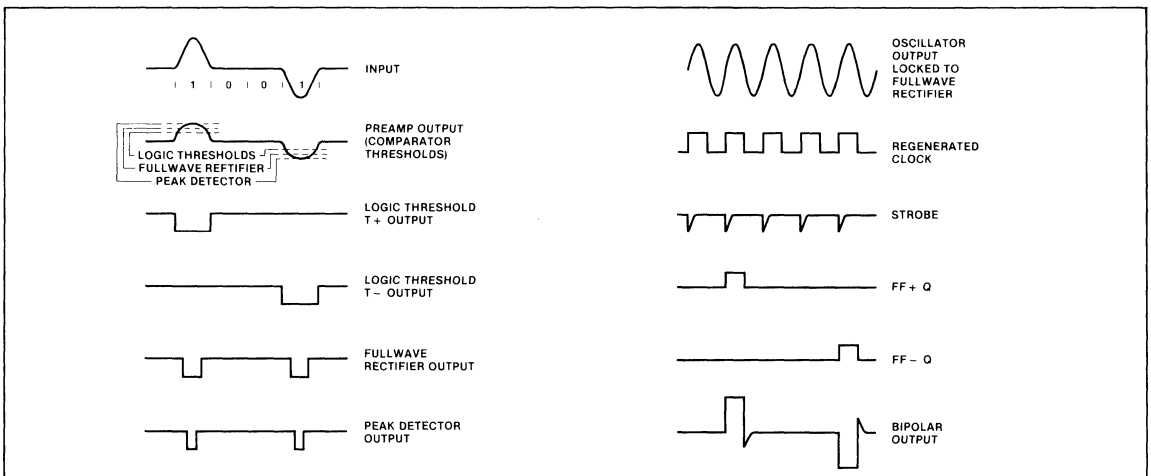 INPUT
1 0 0 1
PREAMP OUTPUT
(COMPARATOR
THRESHOLDS)
LOGIC THRESHOLDS
FULLWAVE RECTIFIER
PEAK DETECTOR
LOGIC THRESHOLD
T+ OUTPUT
LOGIC THRESHOLD
T- OUTPUT
FULLWAVE
RECTIFIER OUTPUT
PEAK DETECTOR
OUTPUT
OSCILLATOR
OUTPUT
LOCKED TO
FULLWAVE
RECTIFIER
REGENERATED
CLOCK
STROBE
FF+ Q
FF- Q
BIPOLAR
OUTPUT